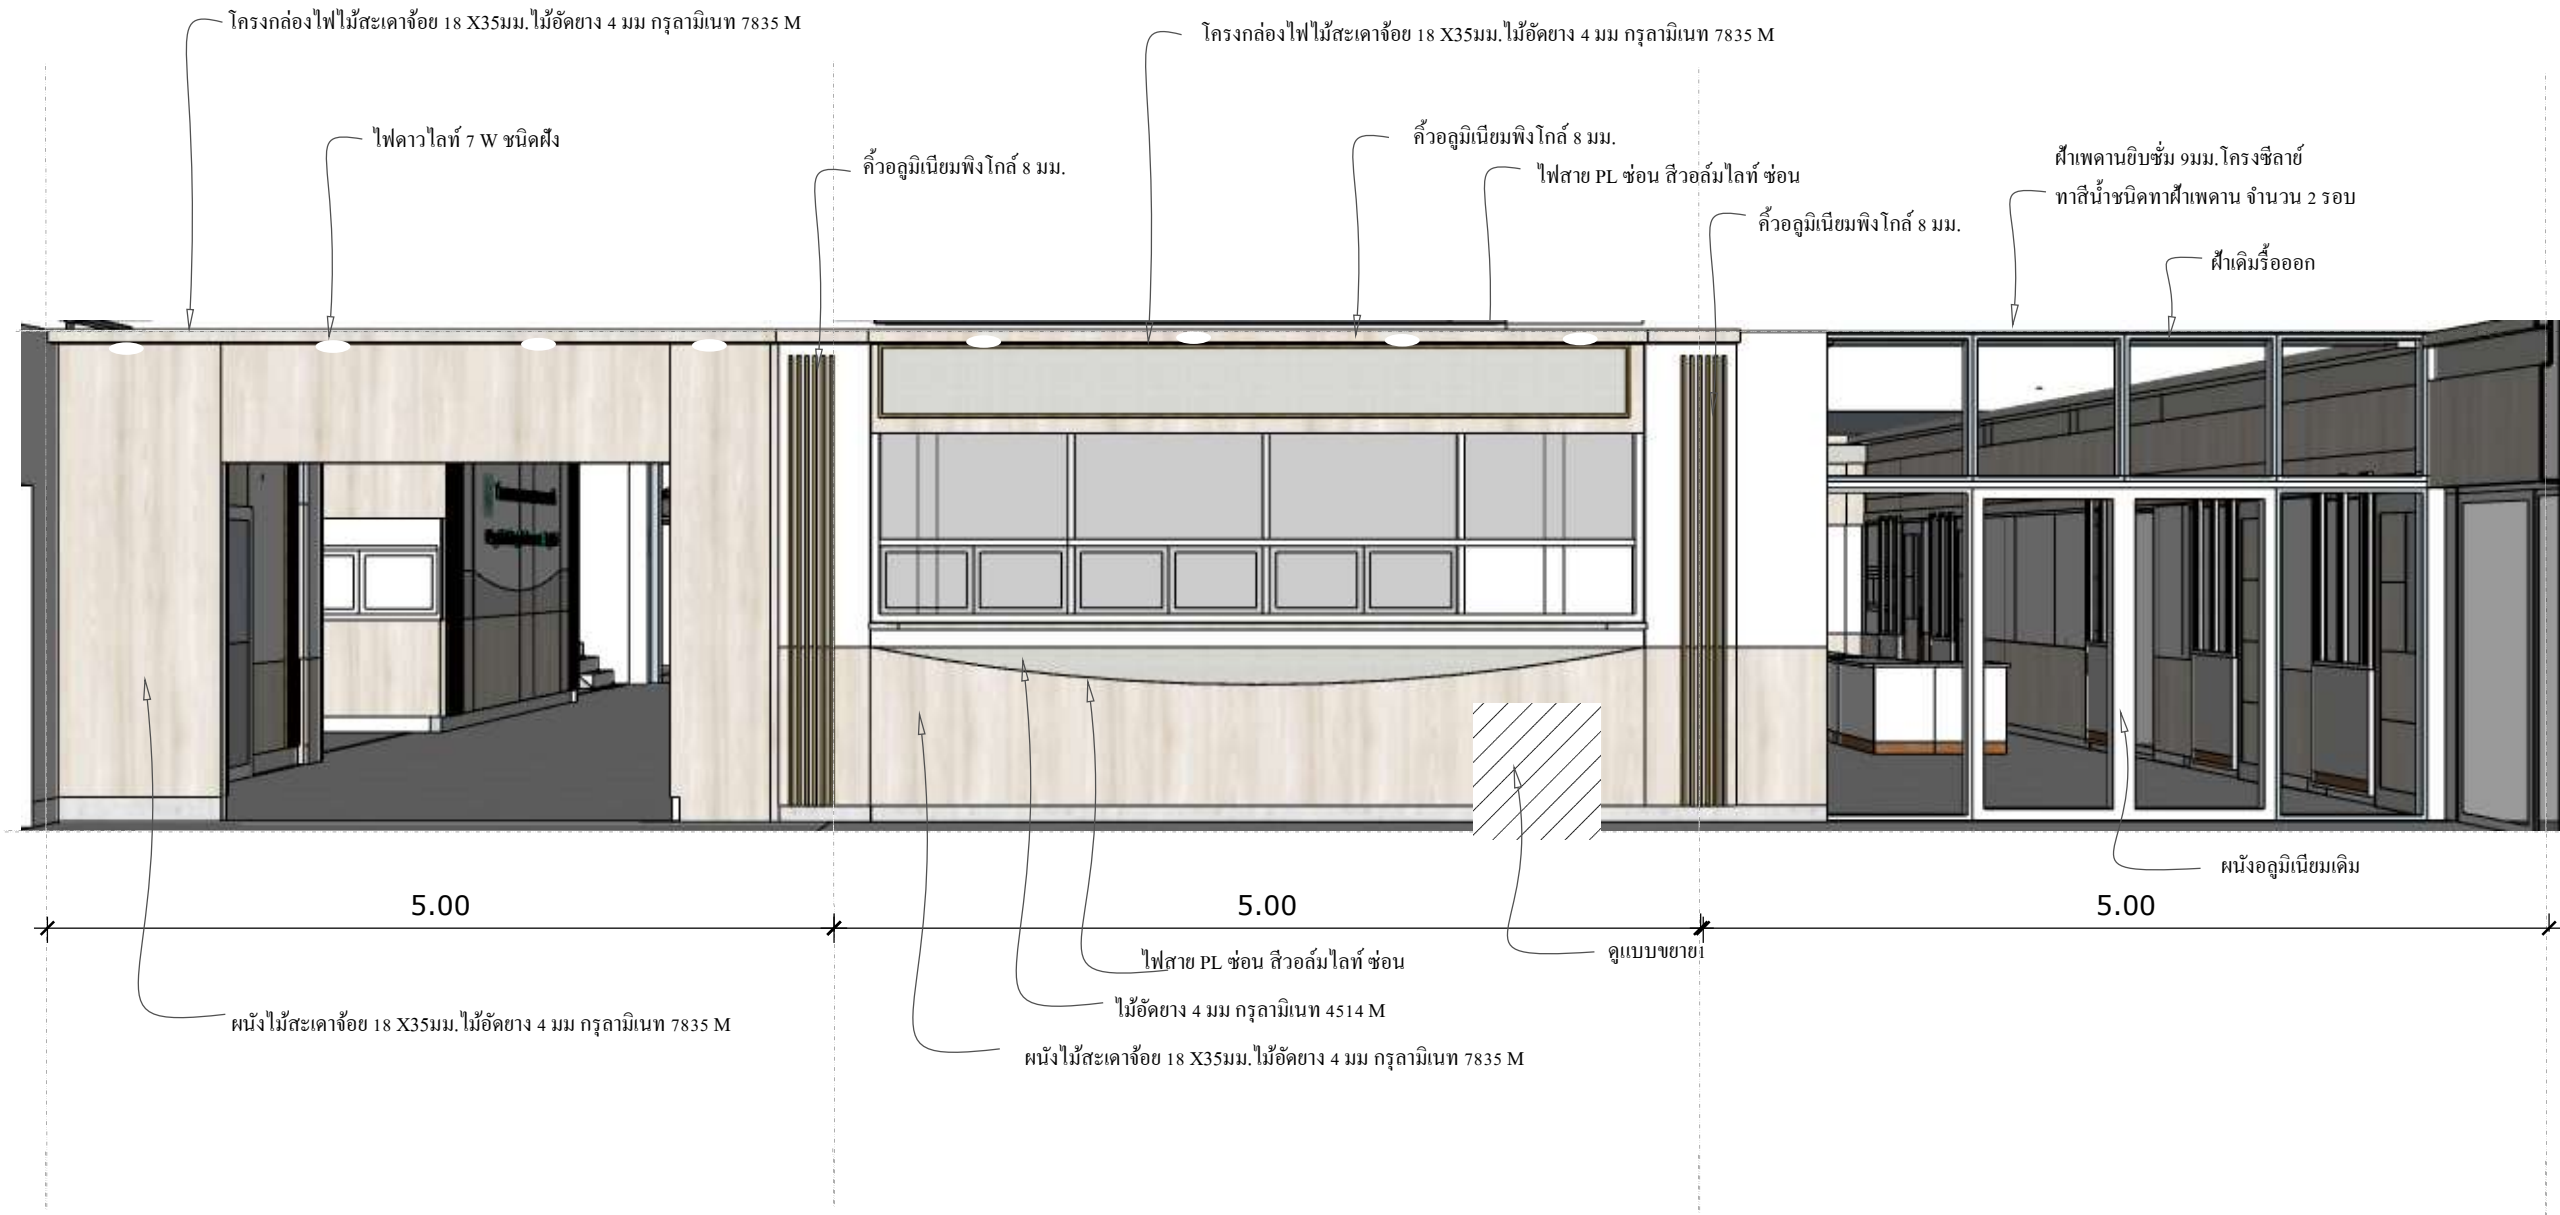 โครงกล่องไฟไม้สะเดาจ้อย 18 X35มม.ไม้อัดยาง 4 มม กรุลามิเนท 7835 M
โครงกล่องไฟไม้สะเดาจ้อย 18 X35มม.ไม้อัดยาง 4 มม กรุลามิเนท 7835 M
ไฟดาวไลท์ 7 W ชนิดฝัง
คิ้วอลูมิเนียมพิงโกล์ 8 มม.
คิ้วอลูมิเนียมพิงโกล์ 8 มม.
ไฟสาย PL ซ่อน สีวอล์มไลท์ ซ่อน
คิ้วอลูมิเนียมพิงโกล์ 8 มม.
ฝ้าเพดานยิบซั่ม 9มม.โครงซีลาย์
ทาสีน้ำชนิดทาฝ้าเพดาน จำนวน 2 รอบ
ฝ้าเดิมรื้อออก
ผนังอลูมิเนียมเดิม
5.00
5.00
5.00
ดูแบบขยาย1
ไฟสาย PL ซ่อน สีวอล์มไลท์ ซ่อน
ไม้อัดยาง 4 มม กรุลามิเนท 4514 M
ผนังไม้สะเดาจ้อย 18 X35มม.ไม้อัดยาง 4 มม กรุลามิเนท 7835 M
ผนังไม้สะเดาจ้อย 18 X35มม.ไม้อัดยาง 4 มม กรุลามิเนท 7835 M